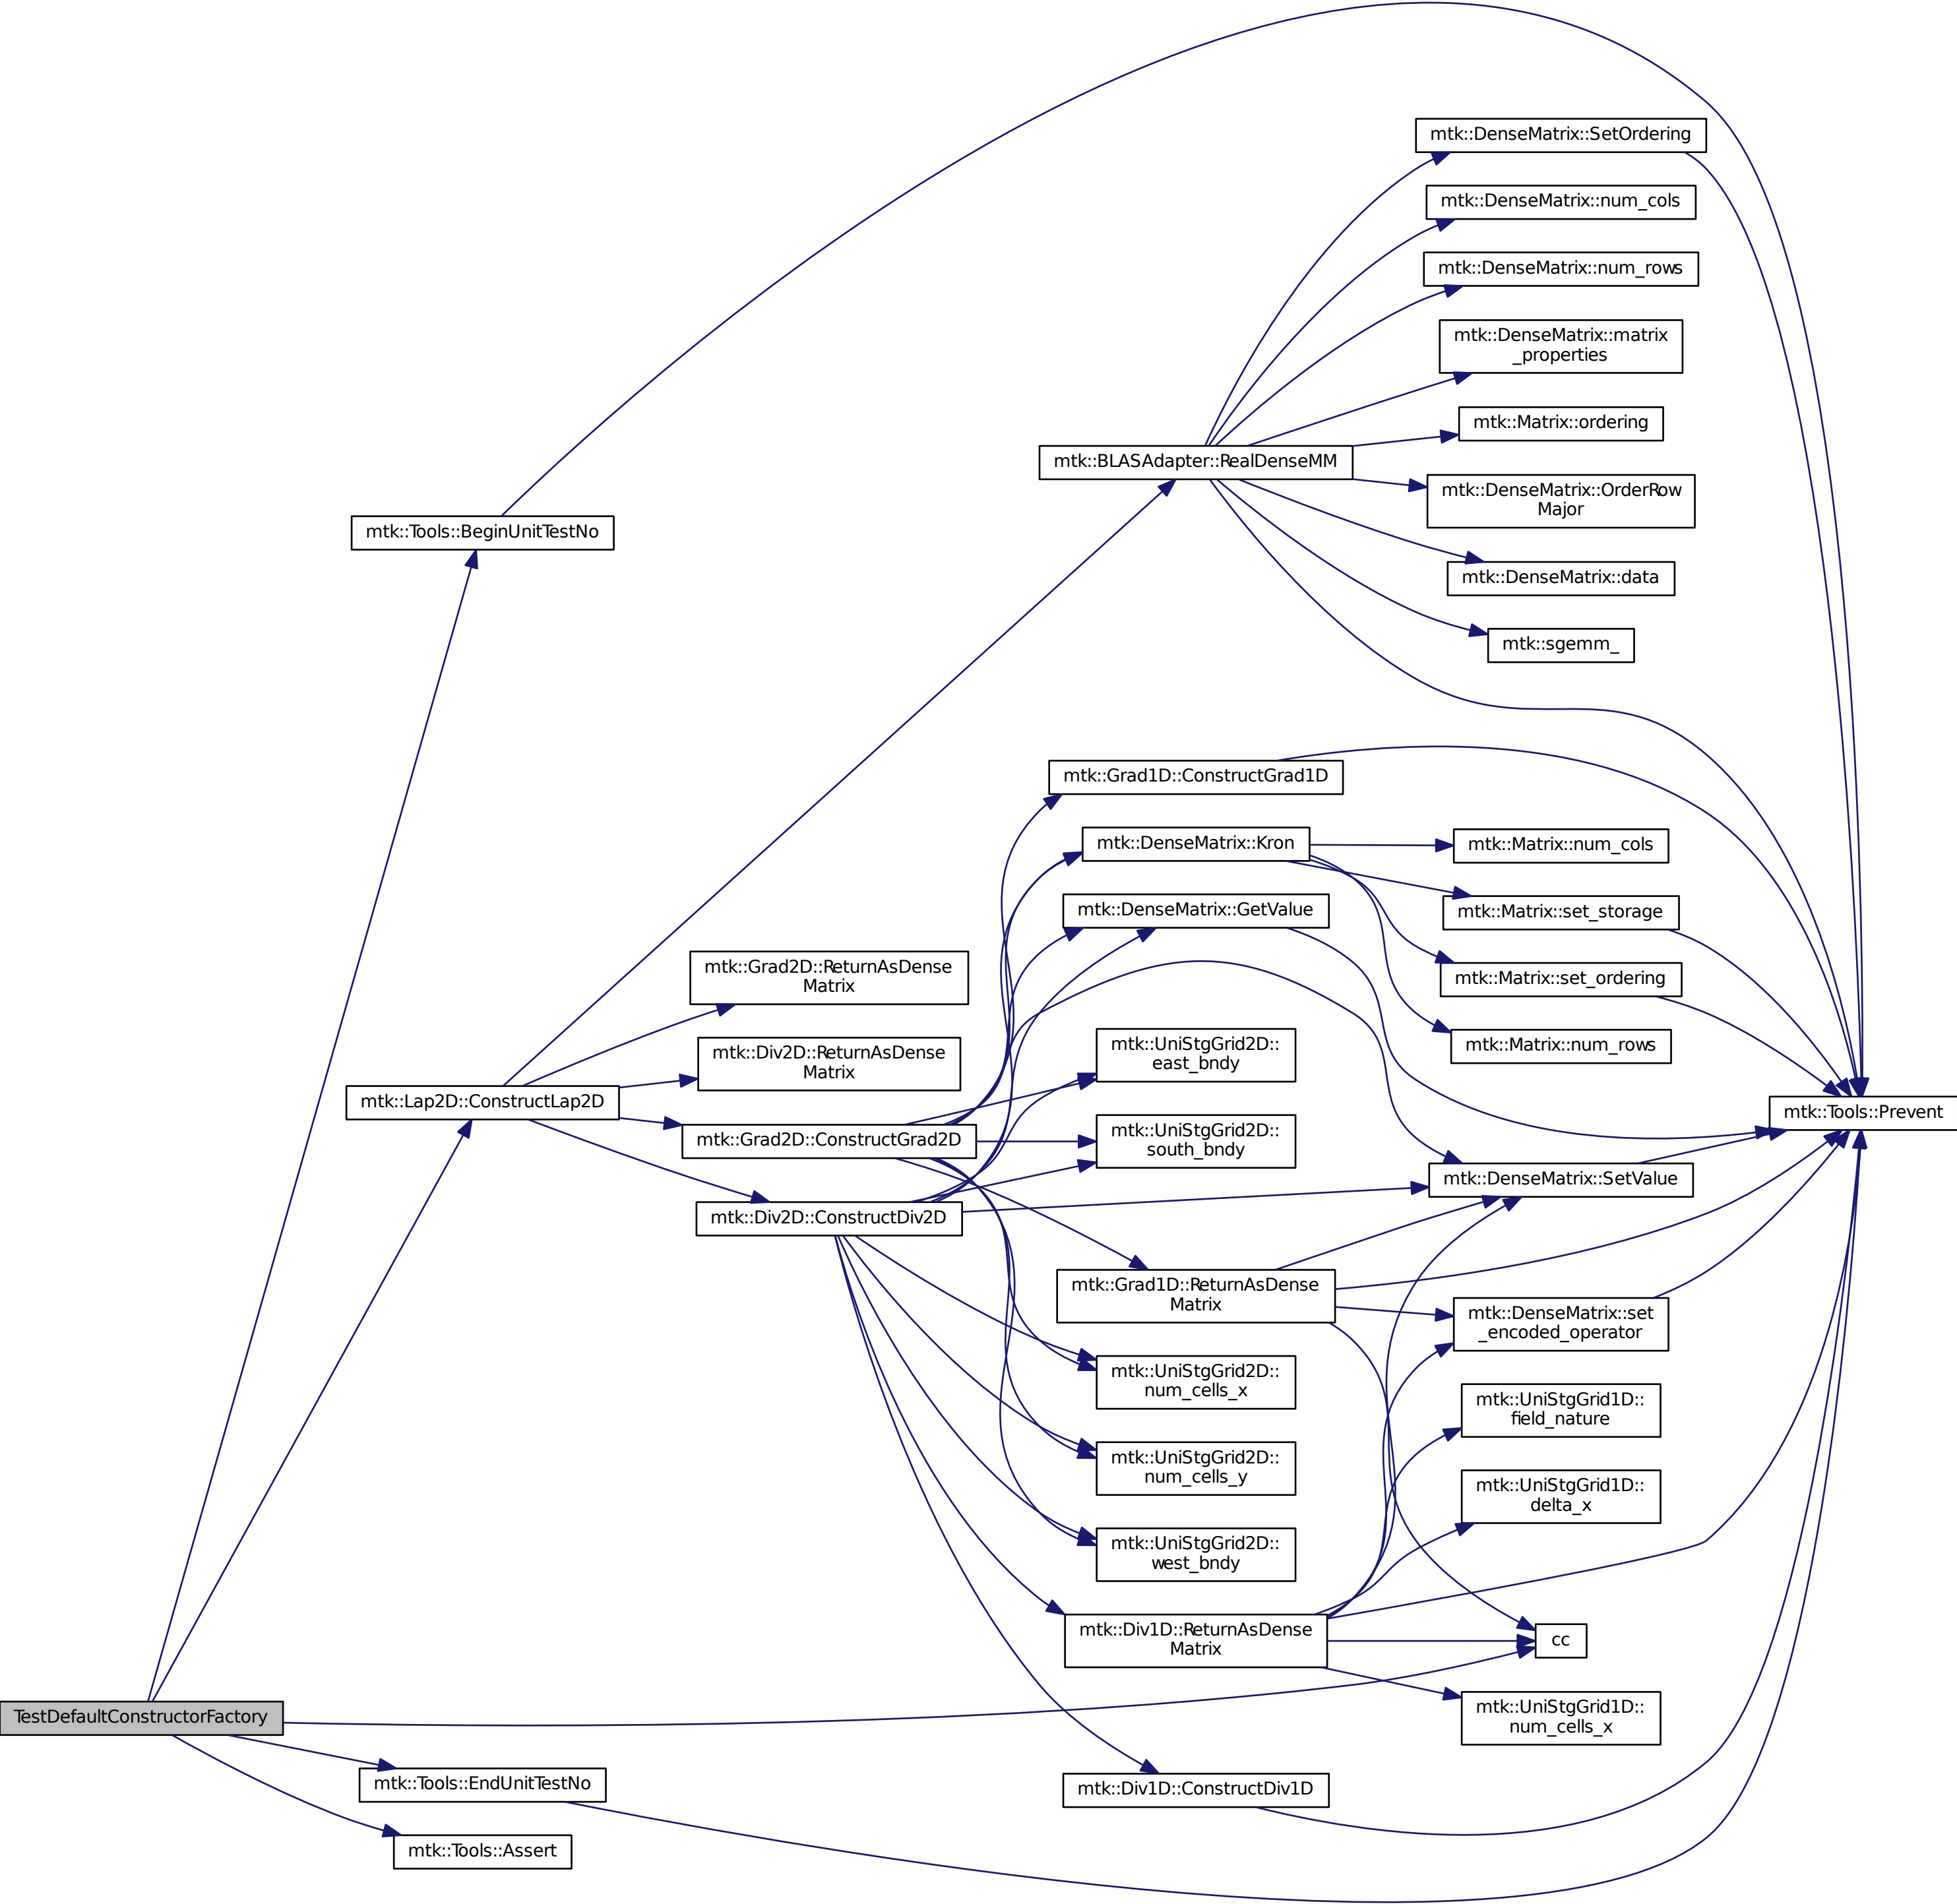 TestDefaultConstructorFactory
mtk::Tools::BeginUnitTestNo
mtk::Lap2D::ConstructLap2D
mtk::Tools::EndUnitTestNo
mtk::Tools::Assert
mtk::Grad2D::ReturnAsDense
Matrix
mtk::Div2D::ReturnAsDense
Matrix
mtk::Grad2D::ConstructGrad2D
mtk::Div2D::ConstructDiv2D
mtk::BLASAdapter::RealDenseMM
mtk::Grad1D::ConstructGrad1D
mtk::DenseMatrix::Kron
mtk::DenseMatrix::GetValue
mtk::UniStgGrid2D::
east_bndy
mtk::UniStgGrid2D::
south_bndy
mtk::Grad1D::ReturnAsDense
Matrix
mtk::UniStgGrid2D::
num_cells_x
mtk::UniStgGrid2D::
num_cells_y
mtk::UniStgGrid2D::
west_bndy
mtk::Div1D::ReturnAsDense
Matrix
mtk::Div1D::ConstructDiv1D
mtk::DenseMatrix::SetOrdering
mtk::DenseMatrix::num_cols
mtk::DenseMatrix::num_rows
mtk::DenseMatrix::matrix
_properties
mtk::Matrix::ordering
mtk::DenseMatrix::OrderRow
Major
mtk::DenseMatrix::data
mtk::sgemm_
mtk::Matrix::num_cols
mtk::Matrix::set_storage
mtk::Matrix::set_ordering
mtk::Matrix::num_rows
mtk::DenseMatrix::SetValue
mtk::DenseMatrix::set
_encoded_operator
mtk::UniStgGrid1D::
field_nature
mtk::UniStgGrid1D::
delta_x
cc
mtk::UniStgGrid1D::
num_cells_x
mtk::Tools::Prevent